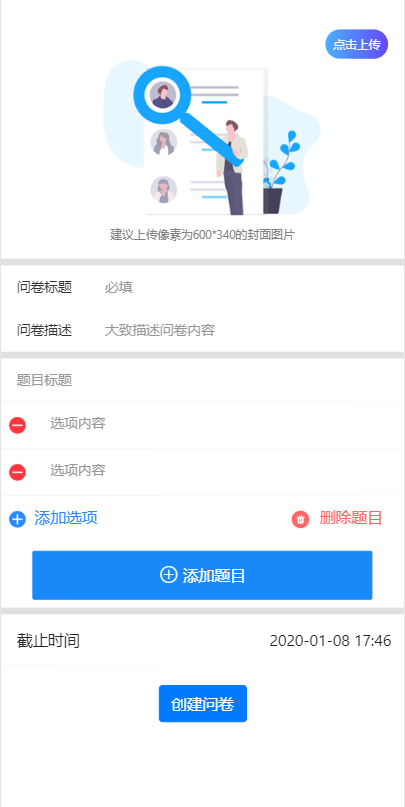 点击上传
建议上传像素为600*340的封面图片
问卷标题 必填
问卷描述 大致描述问卷内容
题目标题
选项内容
选项内容
添加选项 删除题目
添加题目
截止时间 2020-01-08 17:46
创建问卷